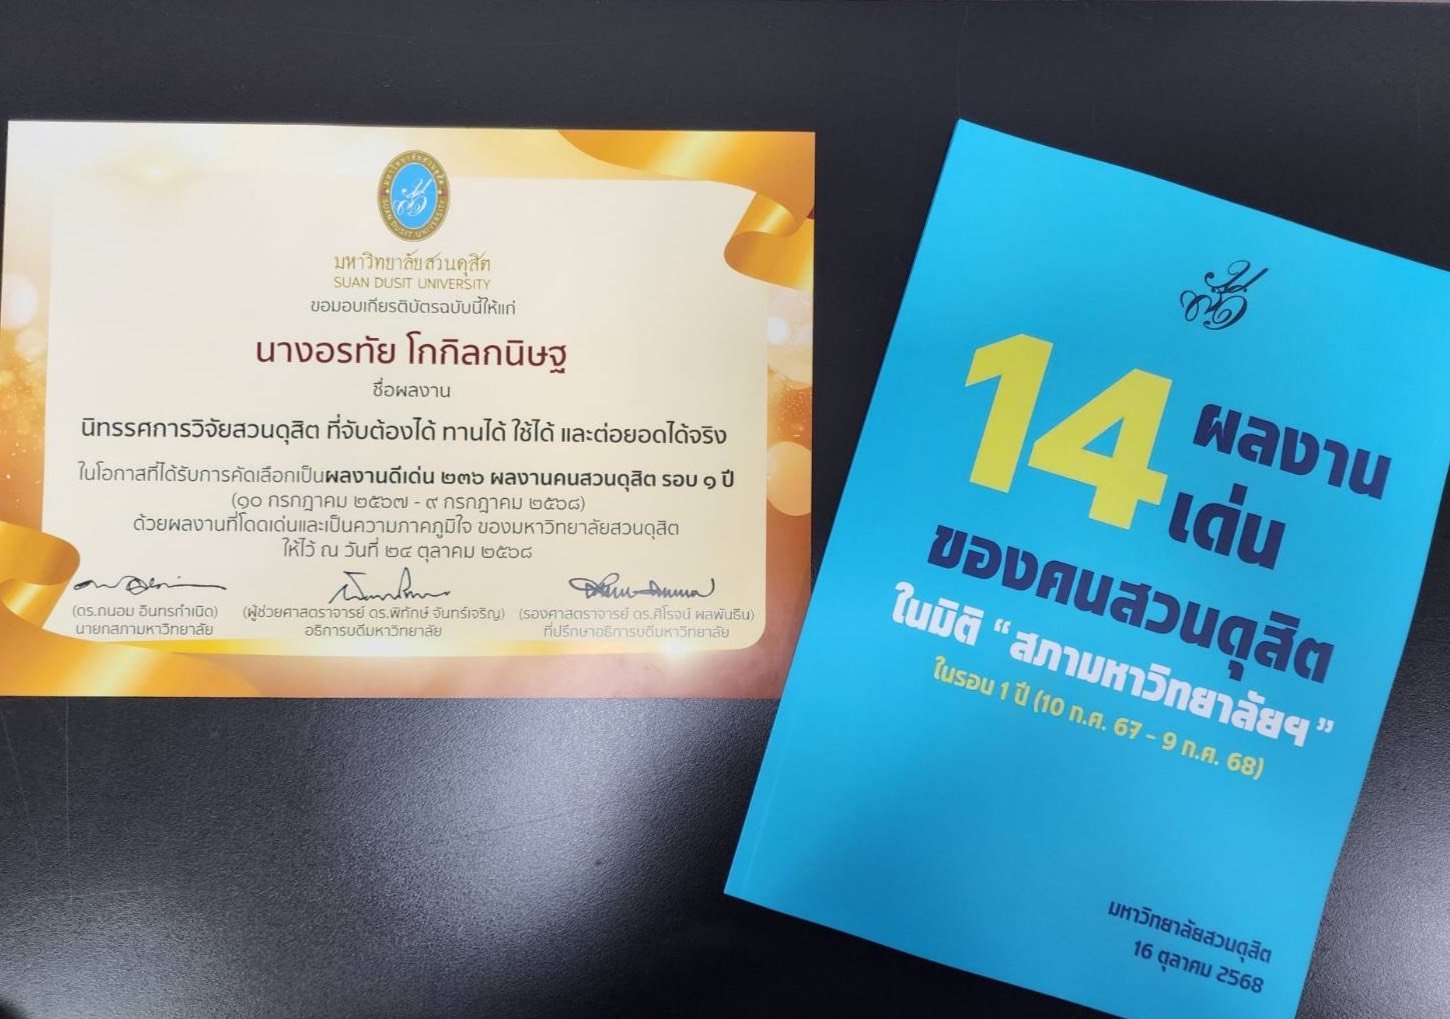 มหาวิทยาลัยสวนดุสิต
SUAN DUSIT UNIVERSITY
มหาวิทยาลัยสวนดุสิต
SUAN DUSIT UNIVERSITY
ขอมอบเกียรติบัตรฉบับนี้ให้แก่
นางอรทัย โกกิลกนิษฐ
ชื่อผลงาน
นิทรรศการวิจัยสวนดุสิต ที่จับต้องได้ ทานได้ ใช้ได้ และต่อยอดได้จริง
ในโอกาสที่ได้รับการคัดเลือกเป็นผลงานดีเด่น ๒๓๖ ผลงานคนสวนดุสิต รอบ ๑ ปี
(๑๐ กรกฎาคม ๒๕๖๗ - ๙ กรกฎาคม ๒๕๖๘)
ด้วยผลงานที่โดดเด่นและเป็นความภาคภูมิใจ ของมหาวิทยาลัยสวนดุสิต
ให้ไว้ ณ วันที่ ๒๔ ตุลาคม ๒๕๖๘
(ดร.ถนอม อินทรกำเนิด)
นายกสภามหาวิทยาลัย
(ผู้ช่วยศาสตราจารย์ ดร.พิทักษ์ จันทร์เจริญ)
อธิการบดีมหาวิทยาลัย
(รองศาสตราจารย์ ดร.ศิโรจน์ ผลพันธิน)
ที่ปรึกษาอธิการบดีมหาวิทยาลัย
14 ผลงาน
เด่น
ของคนสวนดุสิต
ในมิติ “สภามหาวิทยาลัยฯ”
ในรอบ 1 ปี (10 ก.ค. 67 - 9 ก.ค. 68)
มหาวิทยาลัยสวนดุสิต
16 ตุลาคม 2568